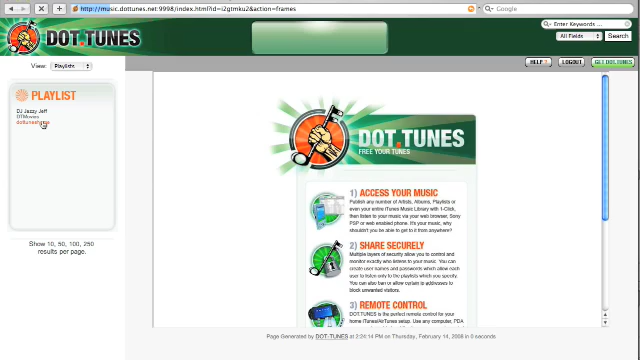 http://music.dottunes.net:9998/index.html?id=i2gtmku2&action=frames
Google
DOT.TUNES
Enter Keywords ...
All Fields
Search
View: Playlists
HELP ?
LOGOUT
GET DOT.TUNES
PLAYLIST
DJ Jazzy Jeff
DTMovies
Show 10, 50, 100, 250
results per page.
DOT.TUNES
FREE YOUR TUNES
1) ACCESS YOUR MUSIC
Publish any number of Artists, Albums, Playlists or
even your entire iTunes Music Library with 1-Click,
then listen to your music via your web browser, Sony
PSP or web enabled phone. It's your music, why
shouldn't you be able to get to it from anywhere?
2) SHARE SECURELY
Multiple layers of security allow you to control and
monitor exactly who listens to your music. You can
create user names and passwords which allow each
user to listen only to the playlists you specify.
You can also ban or allow certain ip addresses to
block unwanted visitors.
3) REMOTE CONTROL
DOT.TUNES is the perfect remote control for your
home iTunes/AirTunes setup. Use any computer, PDA
Page Generated by DOT-TUNES at 2:24:14 PM on Thursday, February 14, 2008 in 0 seconds